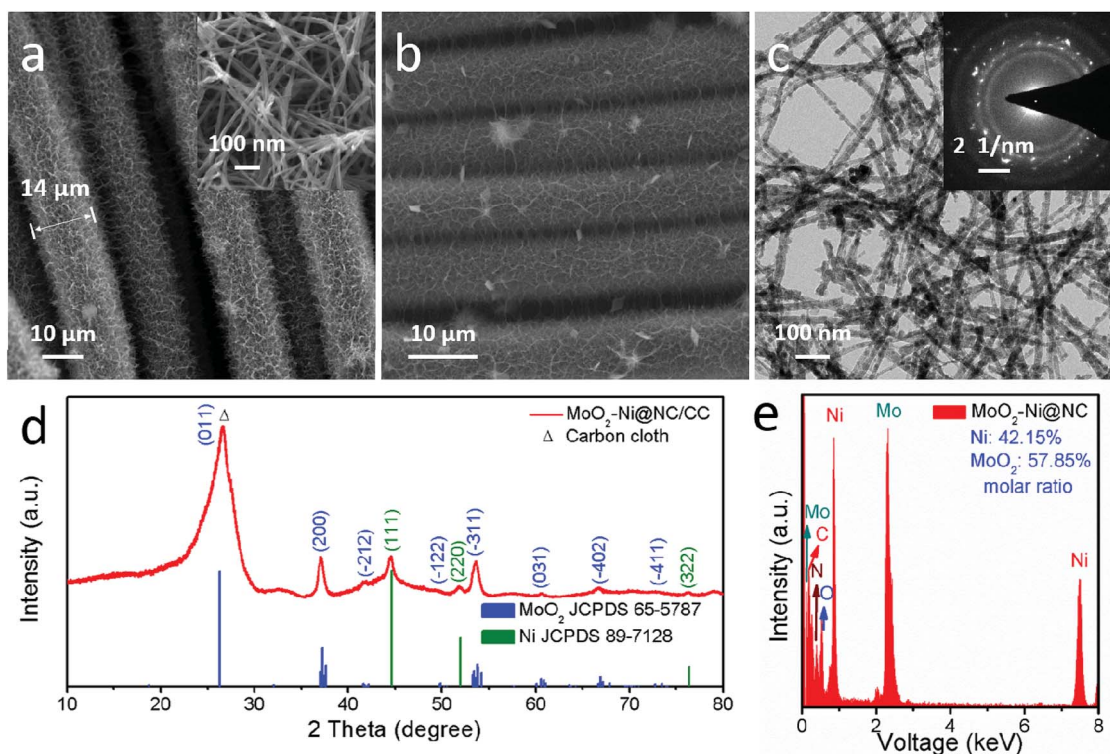 a
100 nm
14 μm
10 μm
b
10 μm
c
2 1/nm
100 nm
d
Intensity (a.u.)
(011)
Δ
(200)
(-212)
(111)
(-122)
(220)
(-311)
(031)
(-402)
(-411)
(322)
MoO₂-Ni@NC/CC
Δ Carbon cloth
MoO₂ JCPDS 65-5787
Ni JCPDS 89-7128
10 20 30 40 50 60 70 80
2 Theta (degree)
e
Intensity (a.u.)
Mo
C
N
O
Ni
Mo
Ni
MoO₂-Ni@NC
Ni: 42.15%
MoO₂: 57.85%
molar ratio
0 2 4 6 8
Voltage (keV)